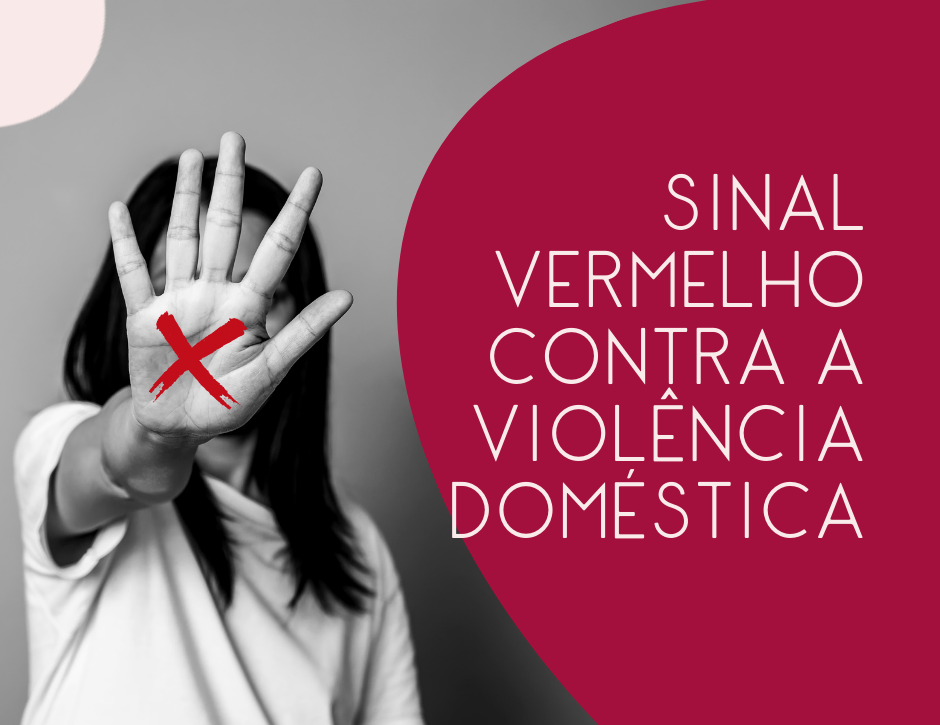 SINAL
VERMELHO
CONTRA A
VIOLÊNCIA
DOMÉSTICA